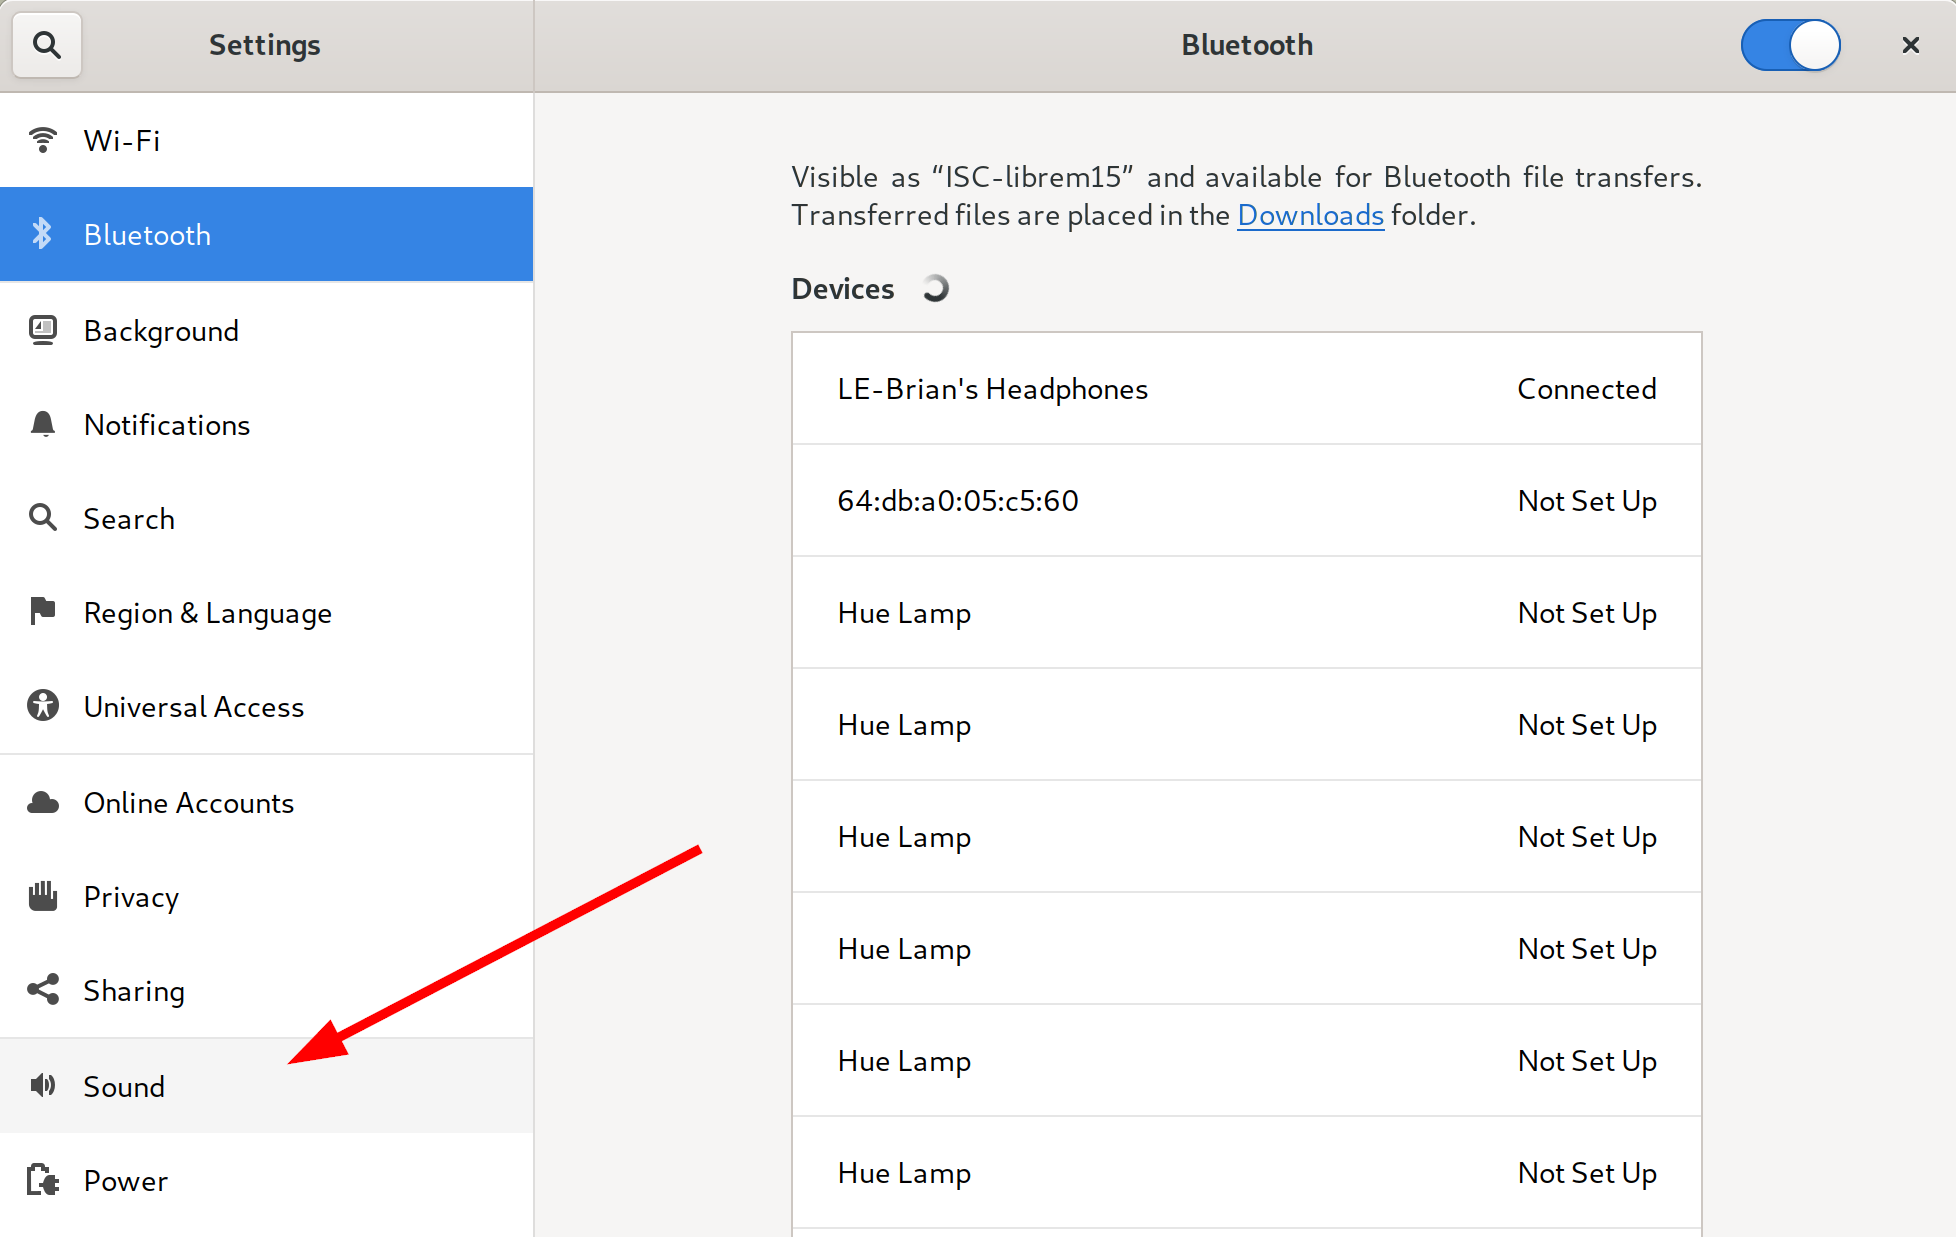 Settings
Bluetooth
Wi-Fi
Bluetooth
Background
Notifications
Search
Region & Language
Universal Access
Online Accounts
Privacy
Sharing
Sound
Power
Visible as “ISC-librem15” and available for Bluetooth file transfers.
Transferred files are placed in the Downloads folder.
Devices
LE-Brian's Headphones Connected
64:db:a0:05:c5:60 Not Set Up
Hue Lamp Not Set Up
Hue Lamp Not Set Up
Hue Lamp Not Set Up
Hue Lamp Not Set Up
Hue Lamp Not Set Up
Hue Lamp Not Set Up